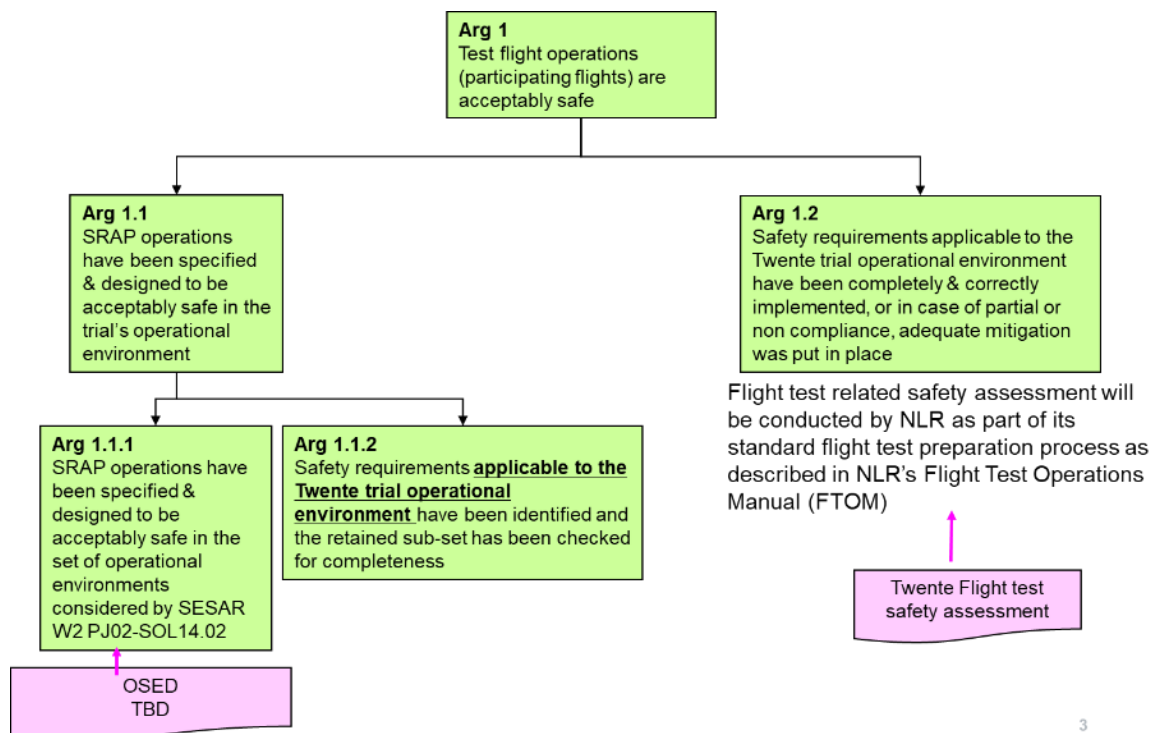 Arg 1
Test flight operations
(participating flights) are
acceptably safe
Arg 1.1
SRAP operations
have been specified
& designed to be
acceptably safe in the
trial's operational
environment
Arg 1.2
Safety requirements applicable to the
Twente trial operational environment
have been completely & correctly
implemented, or in case of partial or
non compliance, adequate mitigation
was put in place
Flight test related safety assessment will
be conducted by NLR as part of its
standard flight test preparation process as
described in NLR's Flight Test Operations
Manual (FTOM)
Arg 1.1.1
SRAP operations have
been specified &
designed to be
acceptably safe in the
set of operational
environments
considered by SESAR
W2 PJ02-SOL14.02
Arg 1.1.2
Safety requirements applicable to the
Twente trial operational
environment have been identified and
the retained sub-set has been checked
for completeness
Twente Flight test
safety assessment
OSED
TBD
3